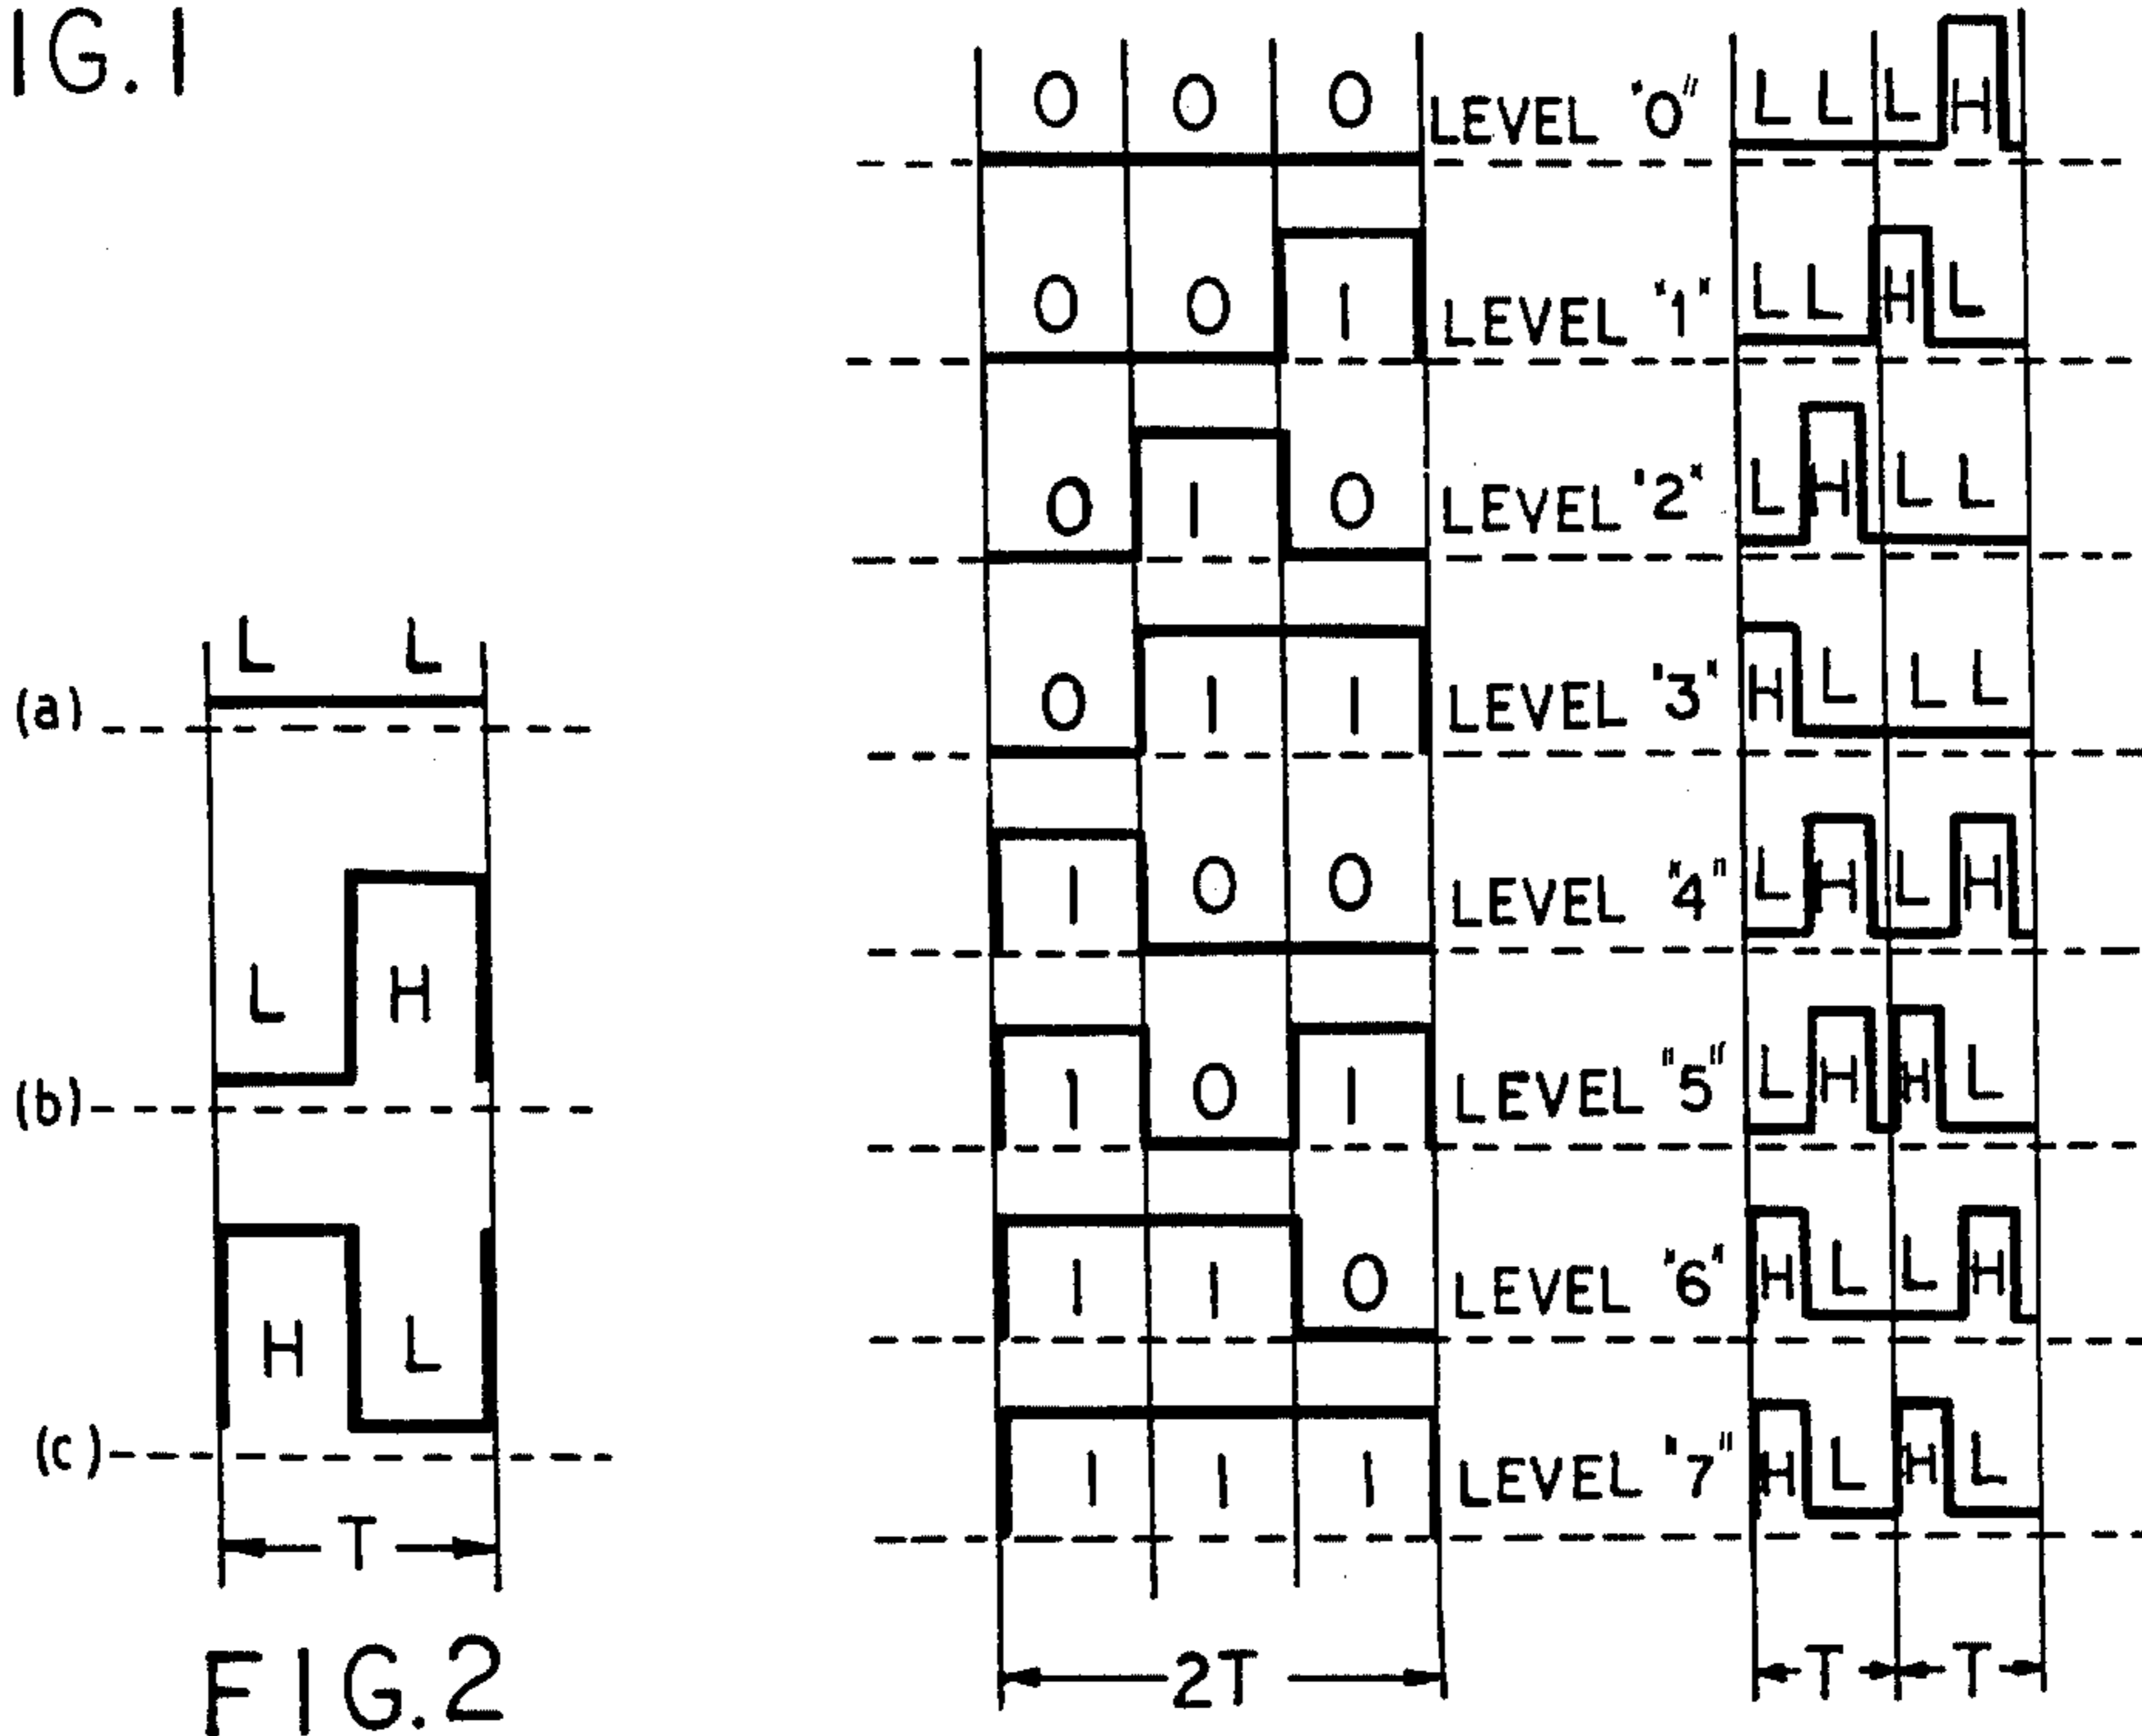 IG. 1
0 0 0 LEVEL "0" L L L H
0 0 1 LEVEL "1" L L H L
0 1 0 LEVEL "2" L H L L
0 1 1 LEVEL "3" H L L L
1 0 0 LEVEL "4" L H L H
1 0 1 LEVEL "5" L H H L
1 1 0 LEVEL "6" H L L H
1 1 1 LEVEL "7" H L H L
2T T T
L L
(a)
L H
(b)
H L
(c)
T
FIG. 2